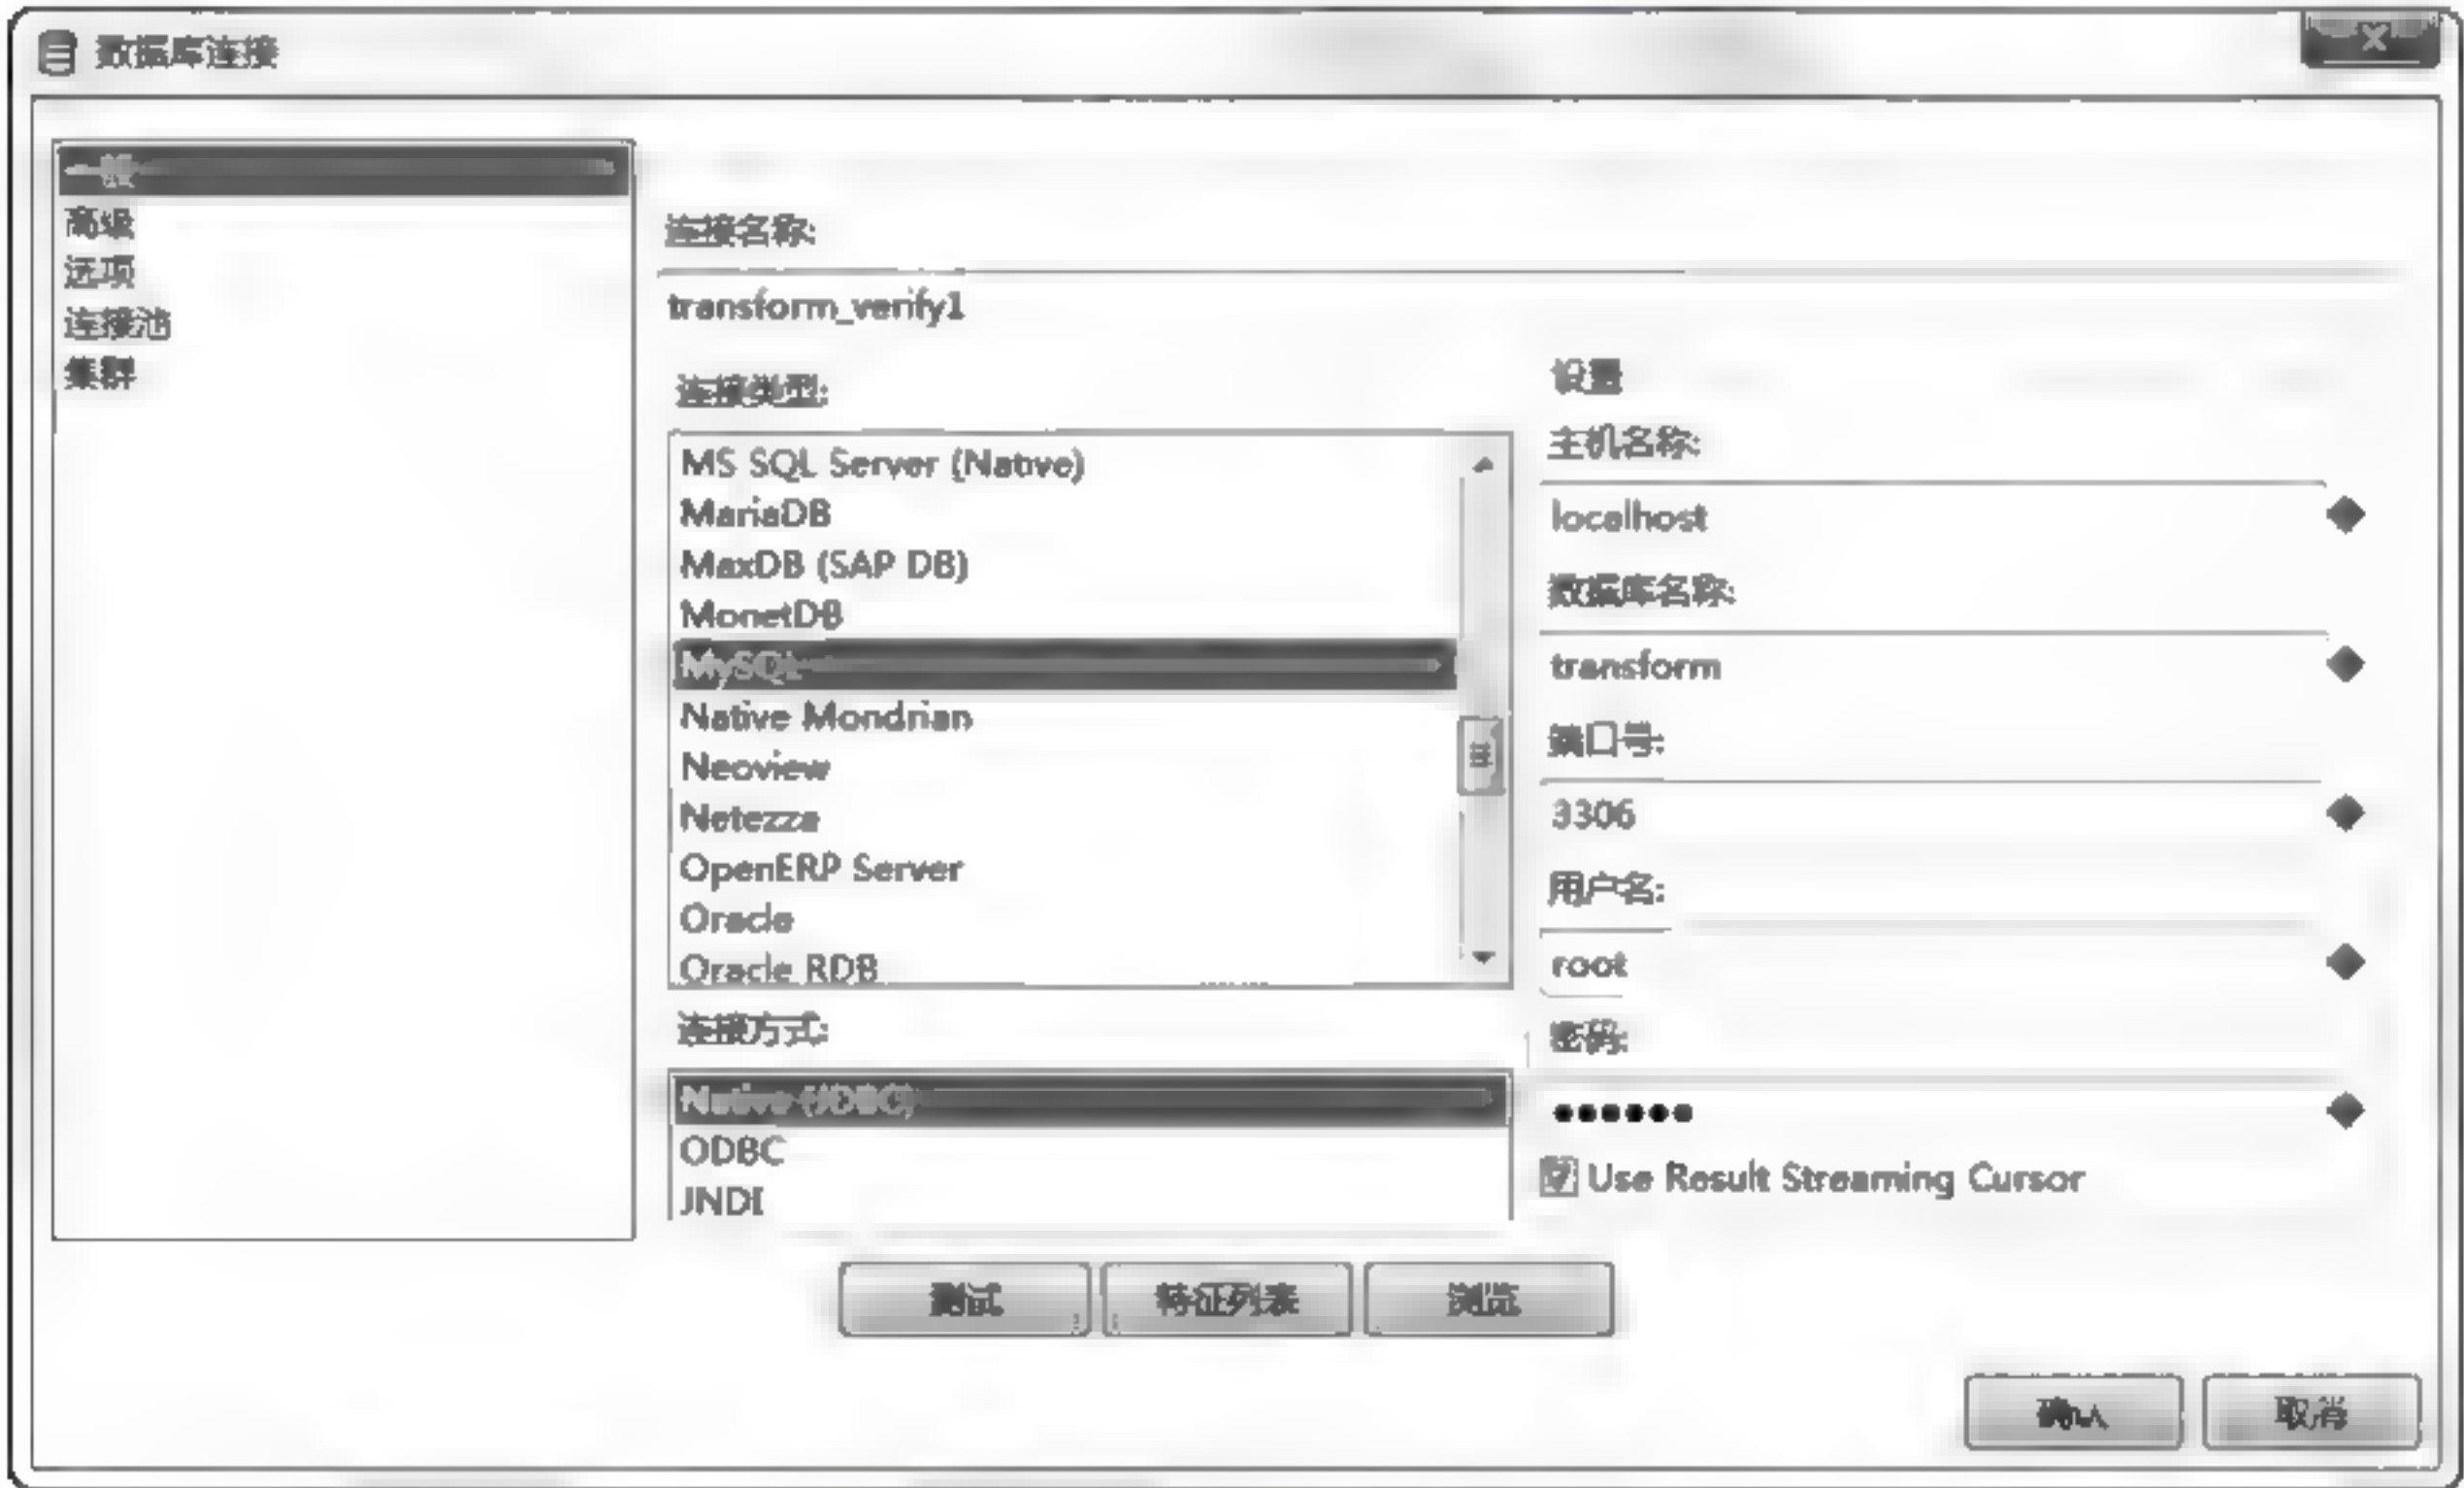 数据库连接
一般
高级
选项
连接池
集群
连接名称:
transform_verify1
连接类型:
MS SQL Server (Native)
MariaDB
MaxDB (SAP DB)
MonetDB
MySQL
Native Mondrian
Neoview
Netezza
OpenERP Server
Oracle
Oracle RDB
连接方式:
Native (JDBC)
ODBC
JNDI
设置
主机名称:
localhost
数据库名称:
transform
端口号:
3306
用户名:
root
密码:
●●●●●●
Use Result Streaming Cursor
测试 特征列表 浏览
确认 取消